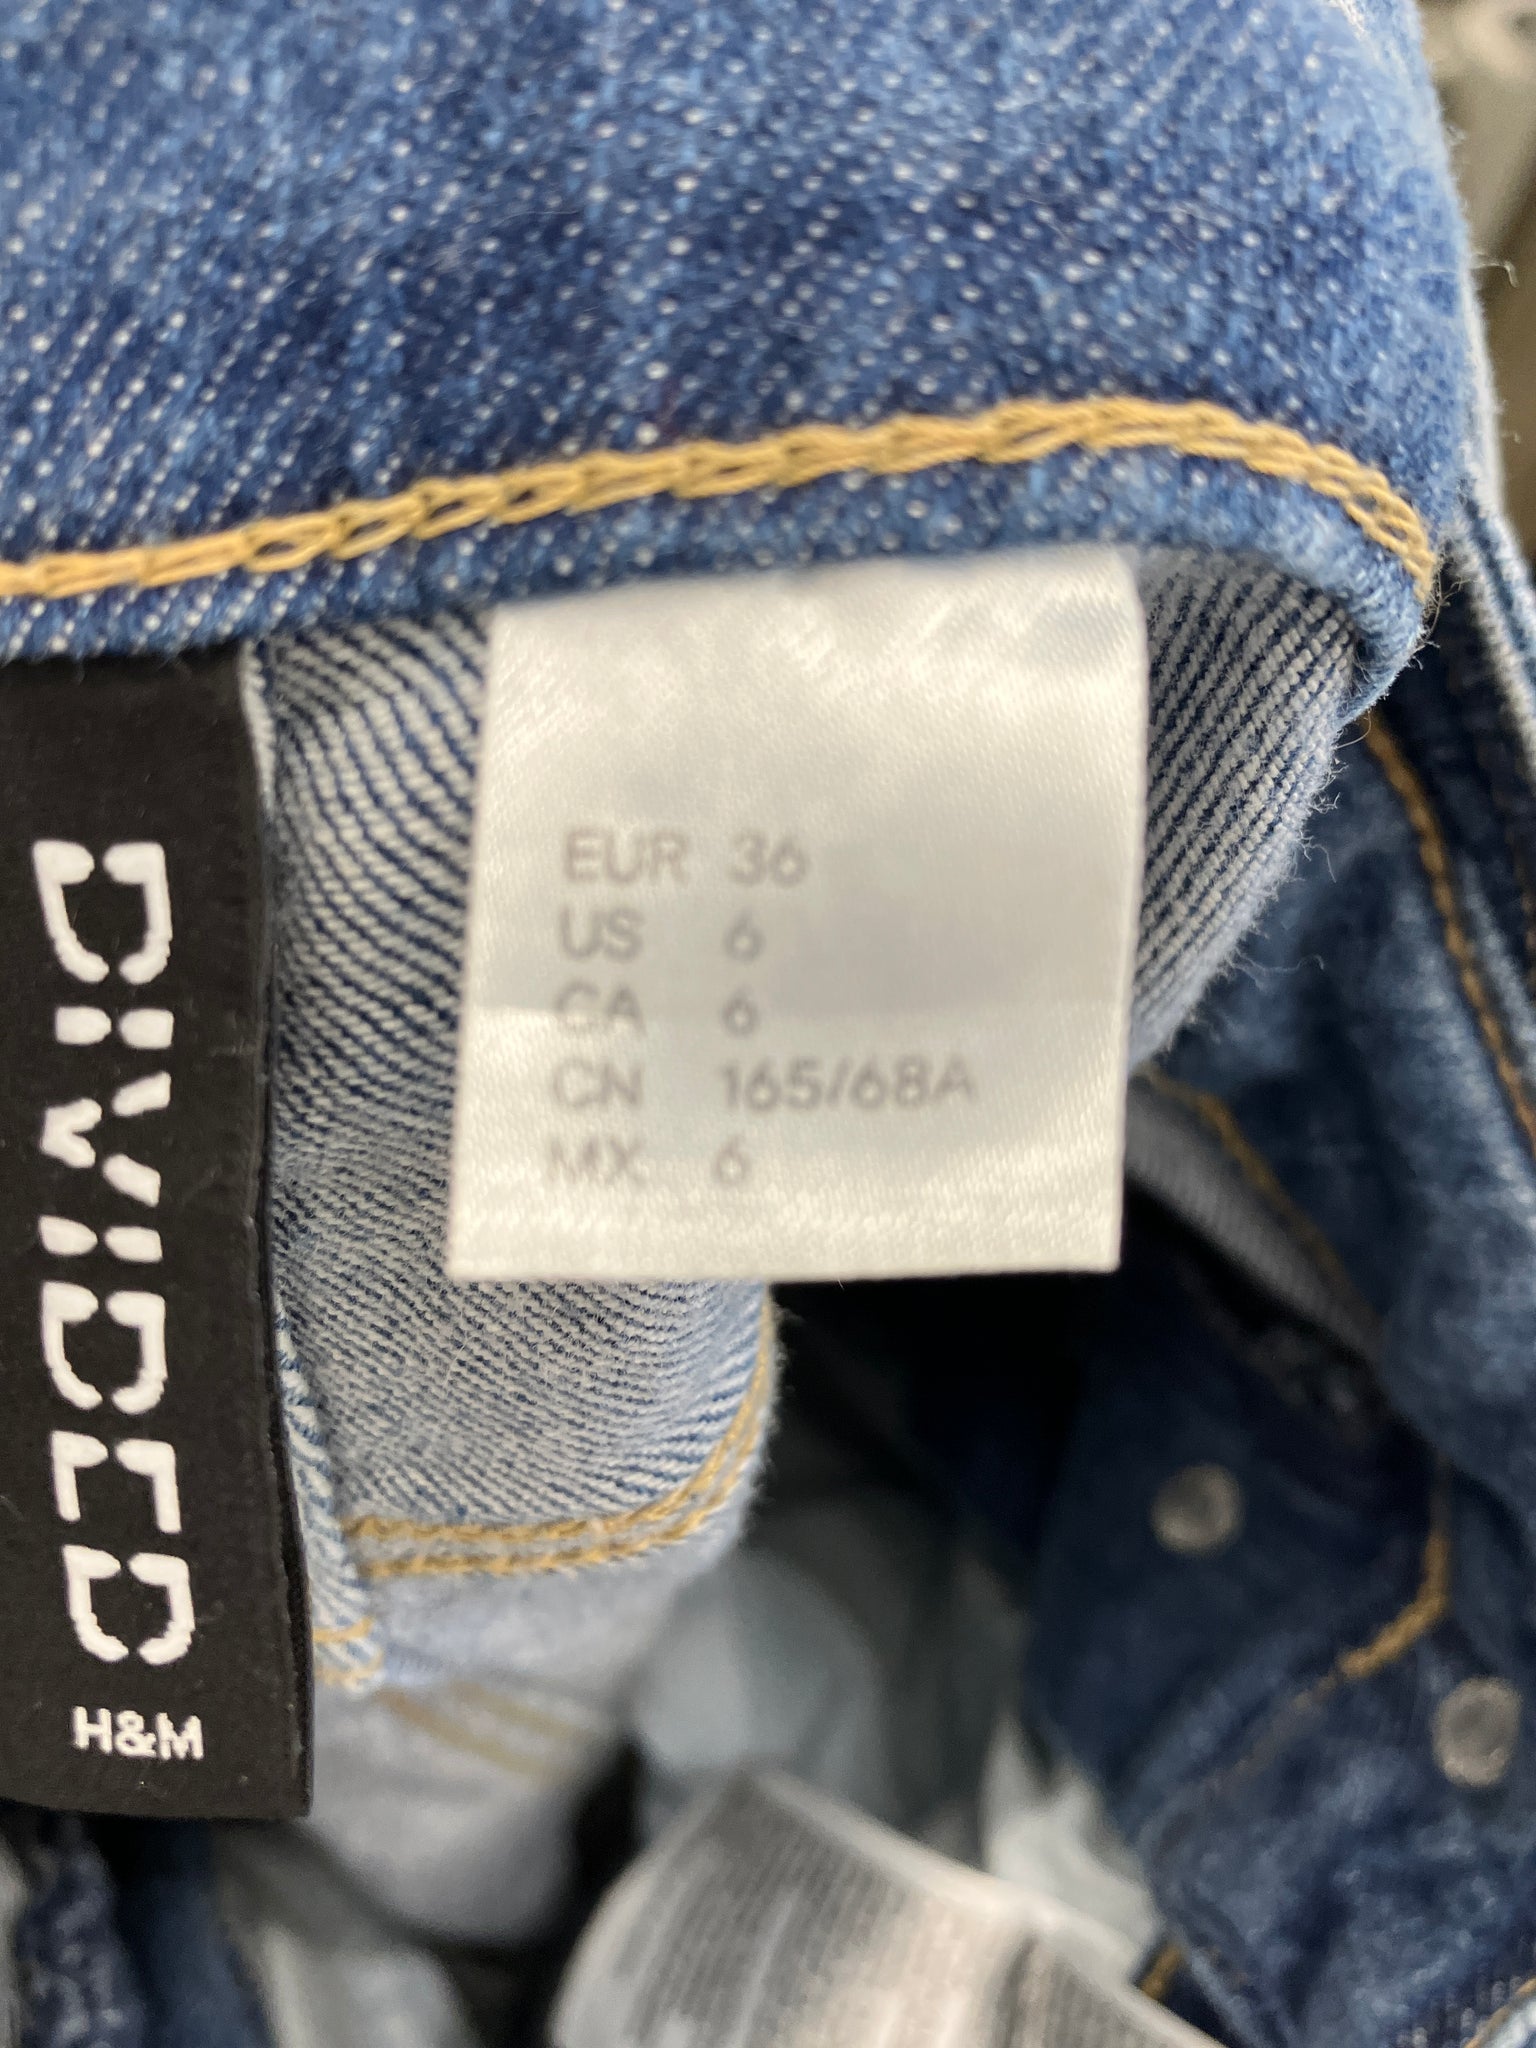 DIVIDED
H&M
EUR 36
US 6
CA 6
CN 165/68A
MX 6